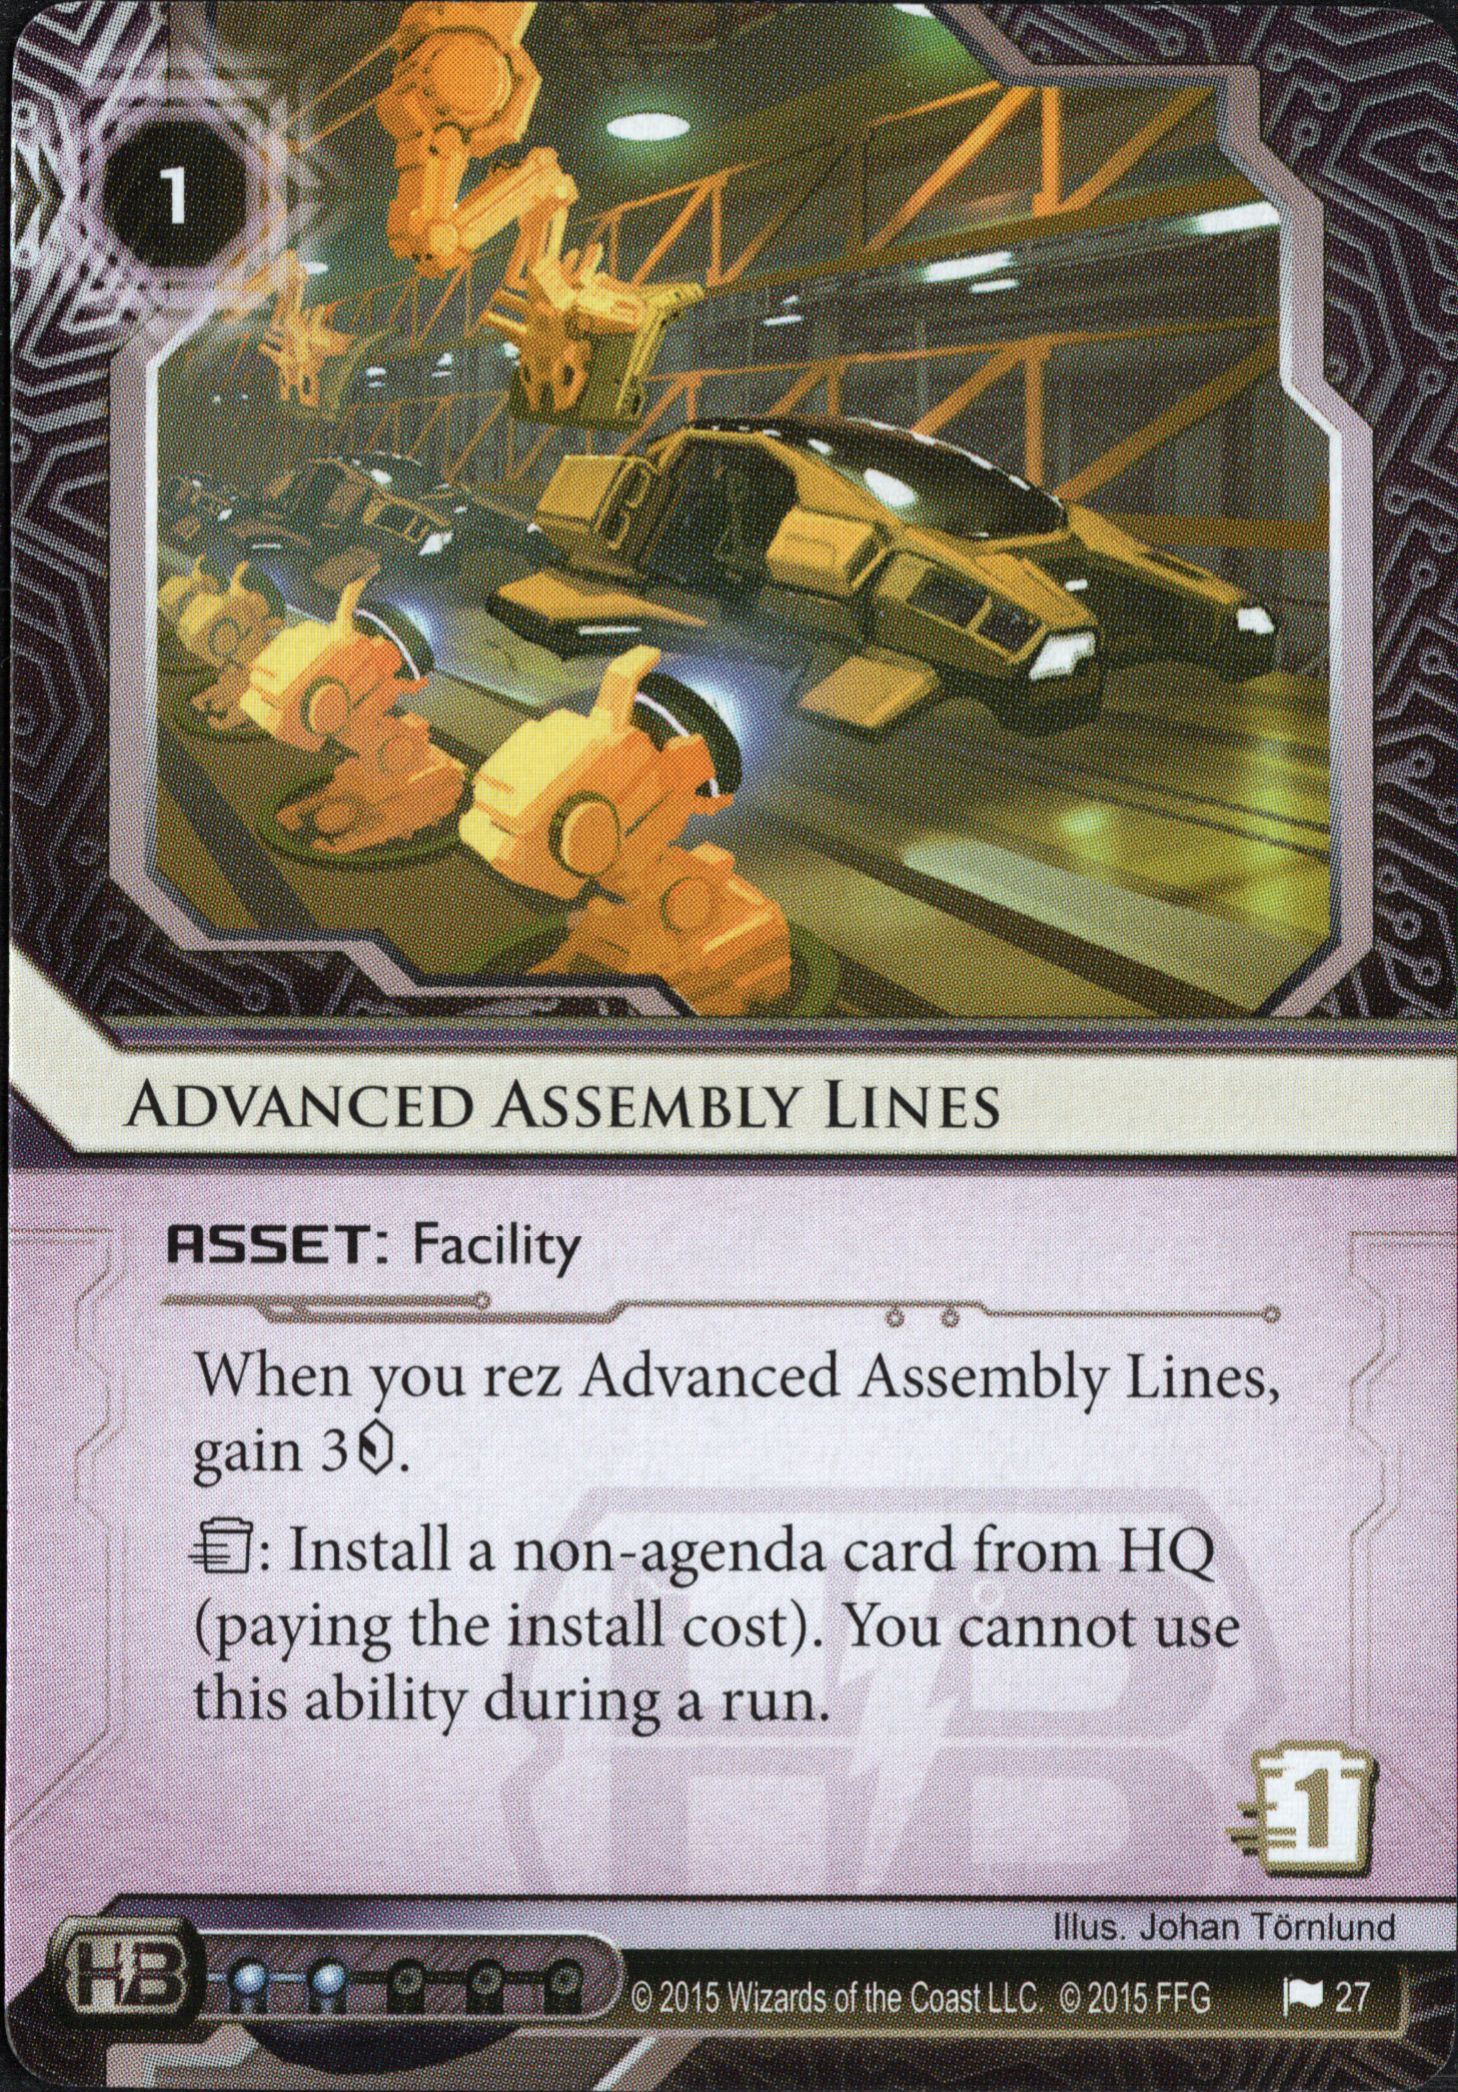 1
ADVANCED ASSEMBLY LINES
ASSET: Facility
When you rez Advanced Assembly Lines,
gain 3.
: Install a non-agenda card from HQ
(paying the install cost). You cannot use
this ability during a run.
1
Illus. Johan Törnlund
HB
© 2015 Wizards of the Coast LLC. © 2015 FFG 27